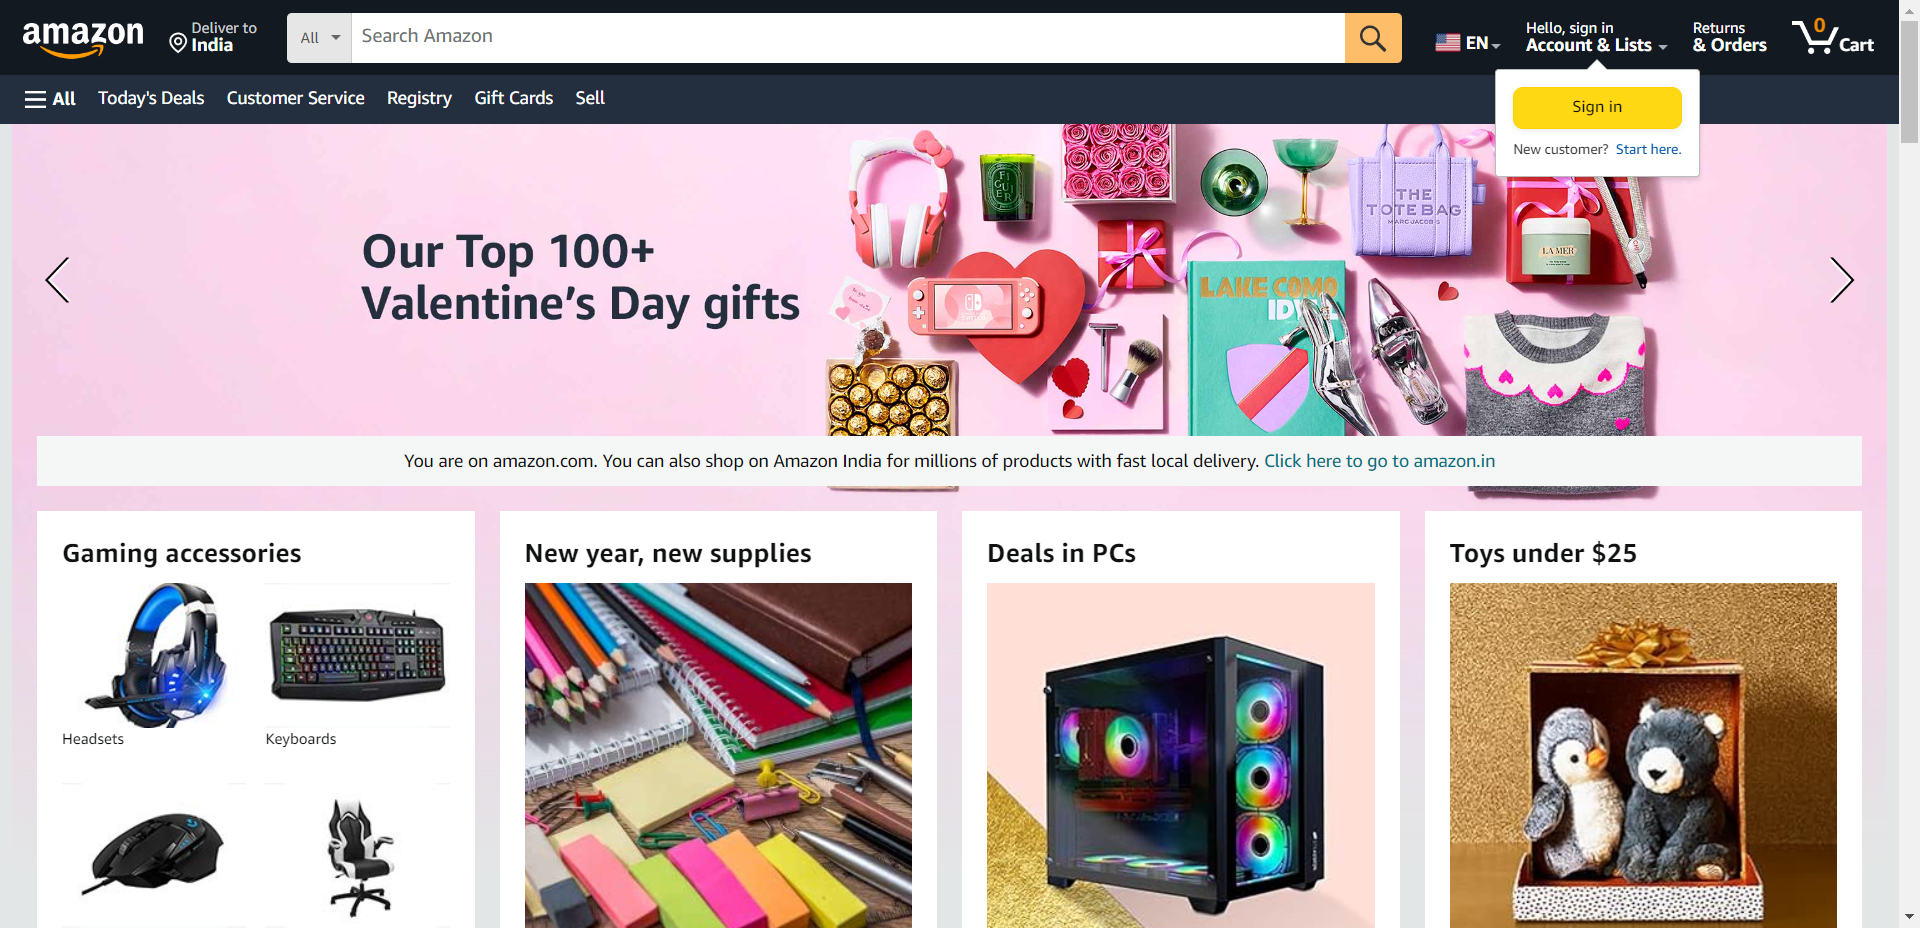 amazon
Deliver to
India
All
Search Amazon
EN
Hello, sign in
Account & Lists
Returns
& Orders
0
Cart
All
Today's Deals
Customer Service
Registry
Gift Cards
Sell
Sign in
New customer? Start here.
Our Top 100+
Valentine's Day gifts
FIGUIER
THE
TOTE BAG
MARC JACOBS
LA MER
LAKE COMO
You are on amazon.com. You can also shop on Amazon India for millions of products with fast local delivery. Click here to go to amazon.in
Gaming accessories
New year, new supplies
Deals in PCs
Toys under $25
Headsets
Keyboards